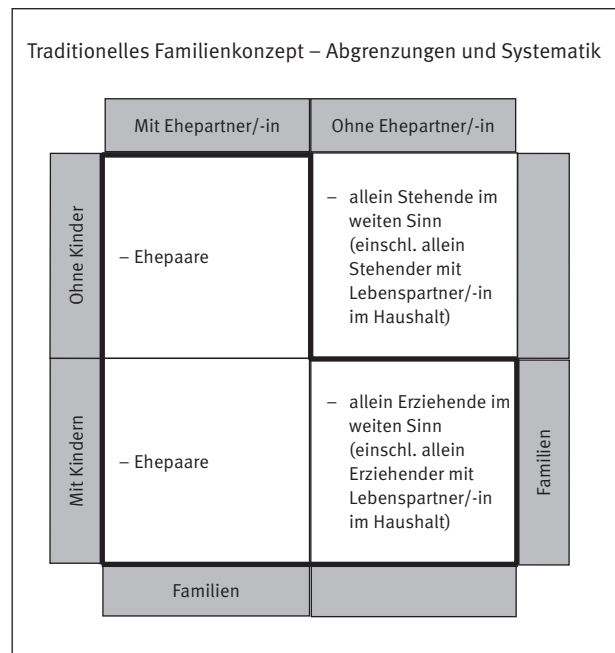 Traditionelles Familienkonzept – Abgrenzungen und Systematik
Mit Ehepartner/-in
Ohne Ehepartner/-in
Ohne Kinder
– Ehepaare
– allein Stehende im
weiten Sinn
(einschl. allein
Stehender mit
Lebenspartner/-in
im Haushalt)
Mit Kindern
– Ehepaare
– allein Erziehende im
weiten Sinn
(einschl. allein
Erziehender mit
Lebenspartner/-in
im Haushalt)
Familien
Familien